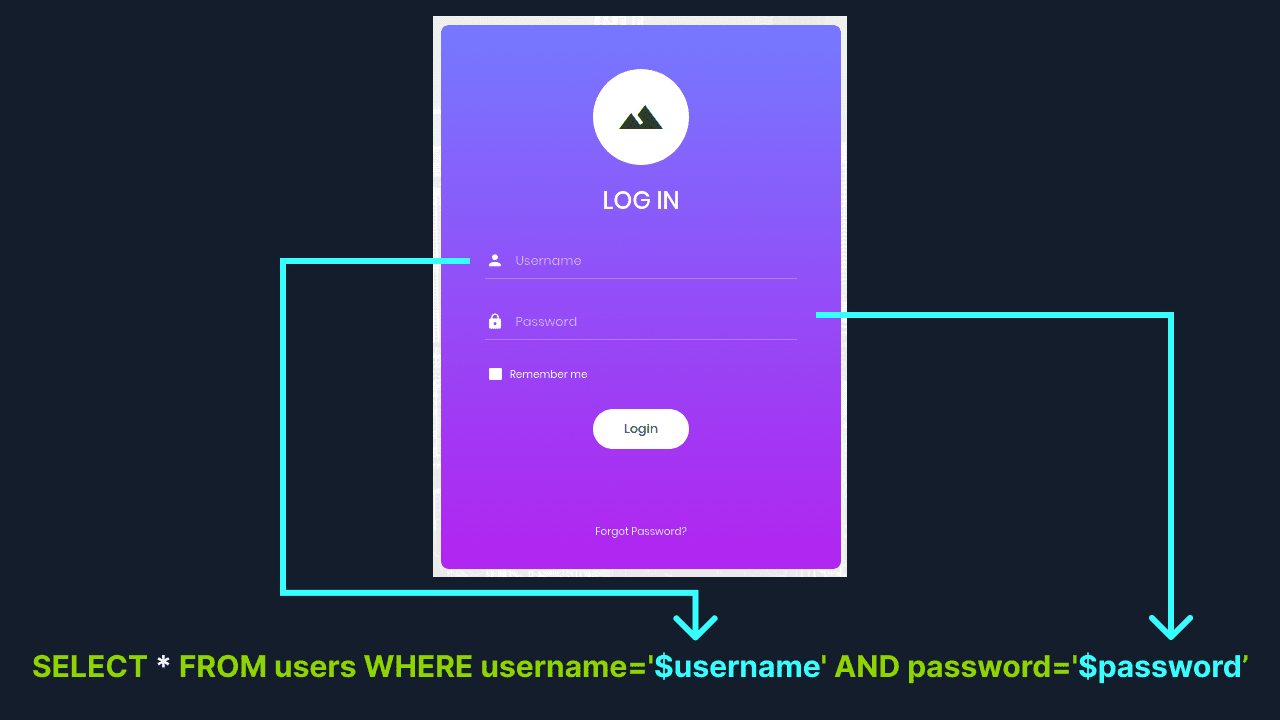 LOG IN
Username
Password
Remember me
Login
Forgot Password?
SELECT * FROM users WHERE username='$username' AND password='$password’